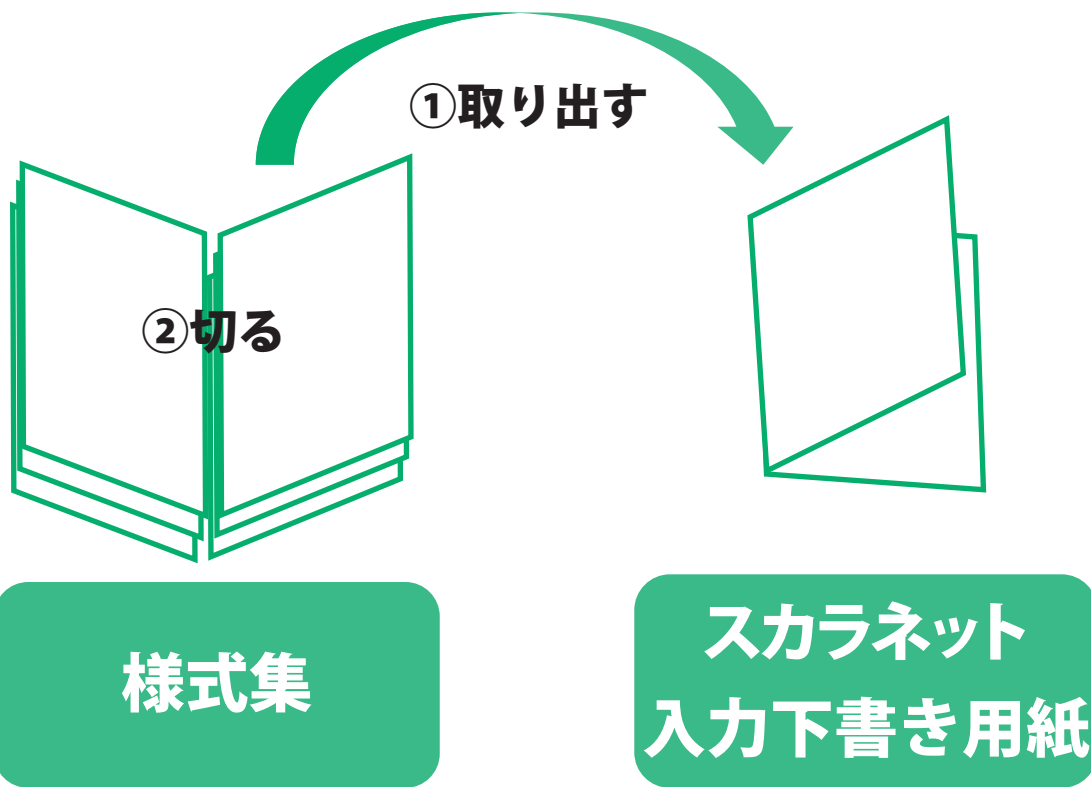 ①取り出す
②切る
様式集
スカラネット
入力下書き用紙